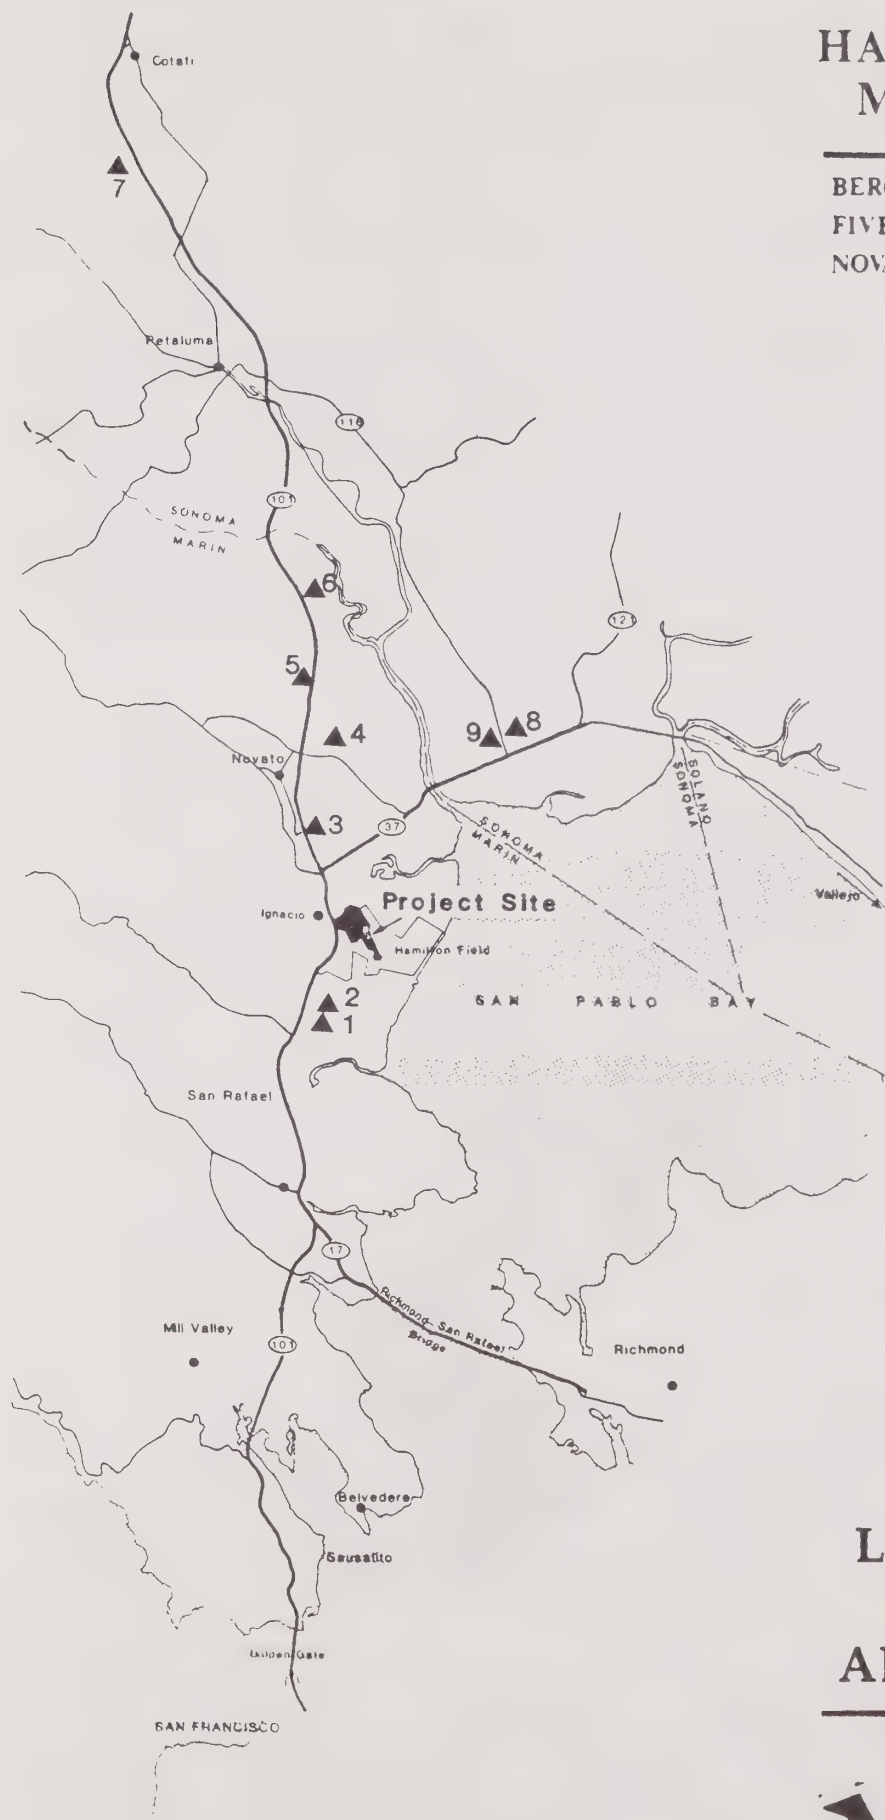 HA
M
BERG
FIVE
NOVA
Cotati
7
Petaluma
116
101
SONOMA
MARIN
6
121
5
4
9
8
Novato
SOLANO
SONOMA
3
37
SONOMA
MARIN
Vallejo
Ignacio
Project Site
Hamilton Field
2
1
SAN PABLO BAY
San Rafael
17
Richmond-San Rafael
Bridge
Mill Valley
101
Richmond
Belvedere
Sausalito
L
Golden Gate
SAN FRANCISCO